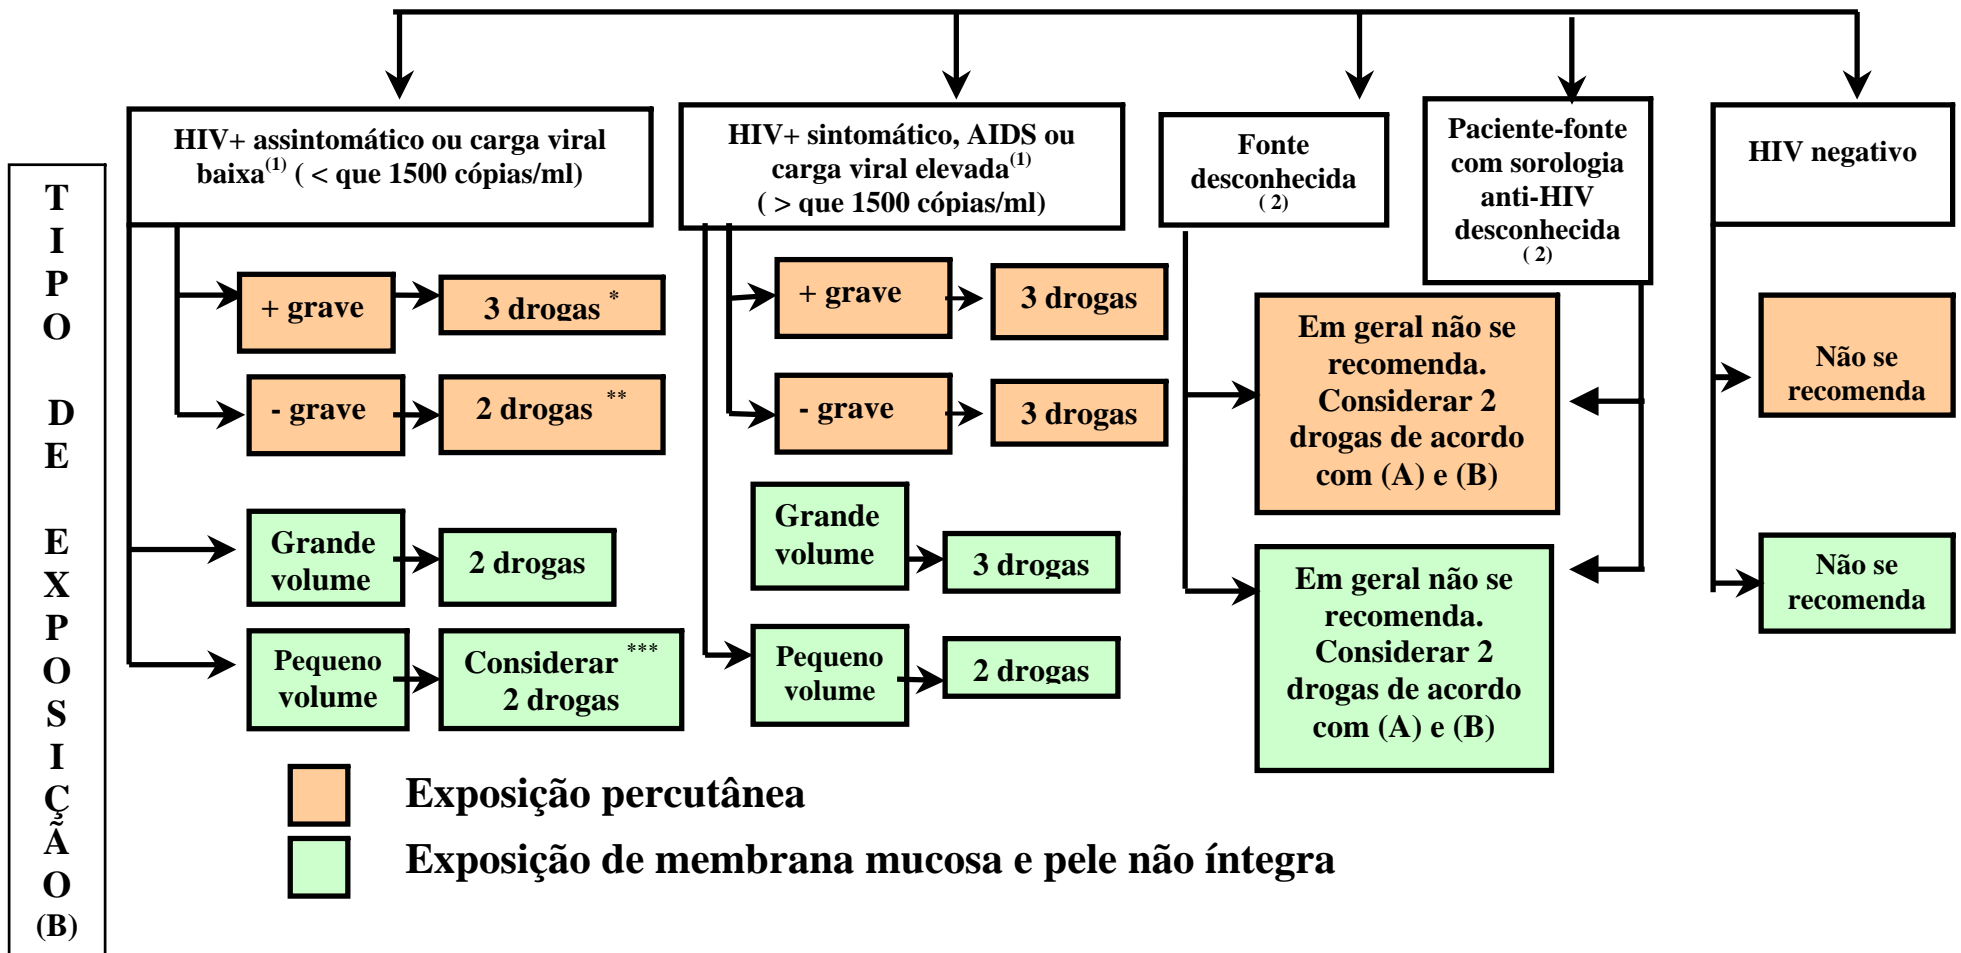 HIV+ assintomático ou carga viral
baixa(1) ( < que 1500 cópias/ml)
HIV+ sintomático, AIDS ou
carga viral elevada(1)
( > que 1500 cópias/ml)
Fonte
desconhecida
( 2)
Paciente-fonte
com sorologia
anti-HIV
desconhecida
( 2)
HIV negativo
T
I
P
O
D
E
E
X
P
O
S
I
Ç
Ã
O
(B)
+ grave
3 drogas *
- grave
2 drogas **
Grande
volume
2 drogas
Pequeno
volume
Considerar ***
2 drogas
+ grave
3 drogas
- grave
3 drogas
Grande
volume
3 drogas
Pequeno
volume
2 drogas
Em geral não se
recomenda.
Considerar 2
drogas de acordo
com (A) e (B)
Em geral não se
recomenda.
Considerar 2
drogas de acordo
com (A) e (B)
Não se
recomenda
Não se
recomenda
Exposição percutânea
Exposição de membrana mucosa e pele não íntegra